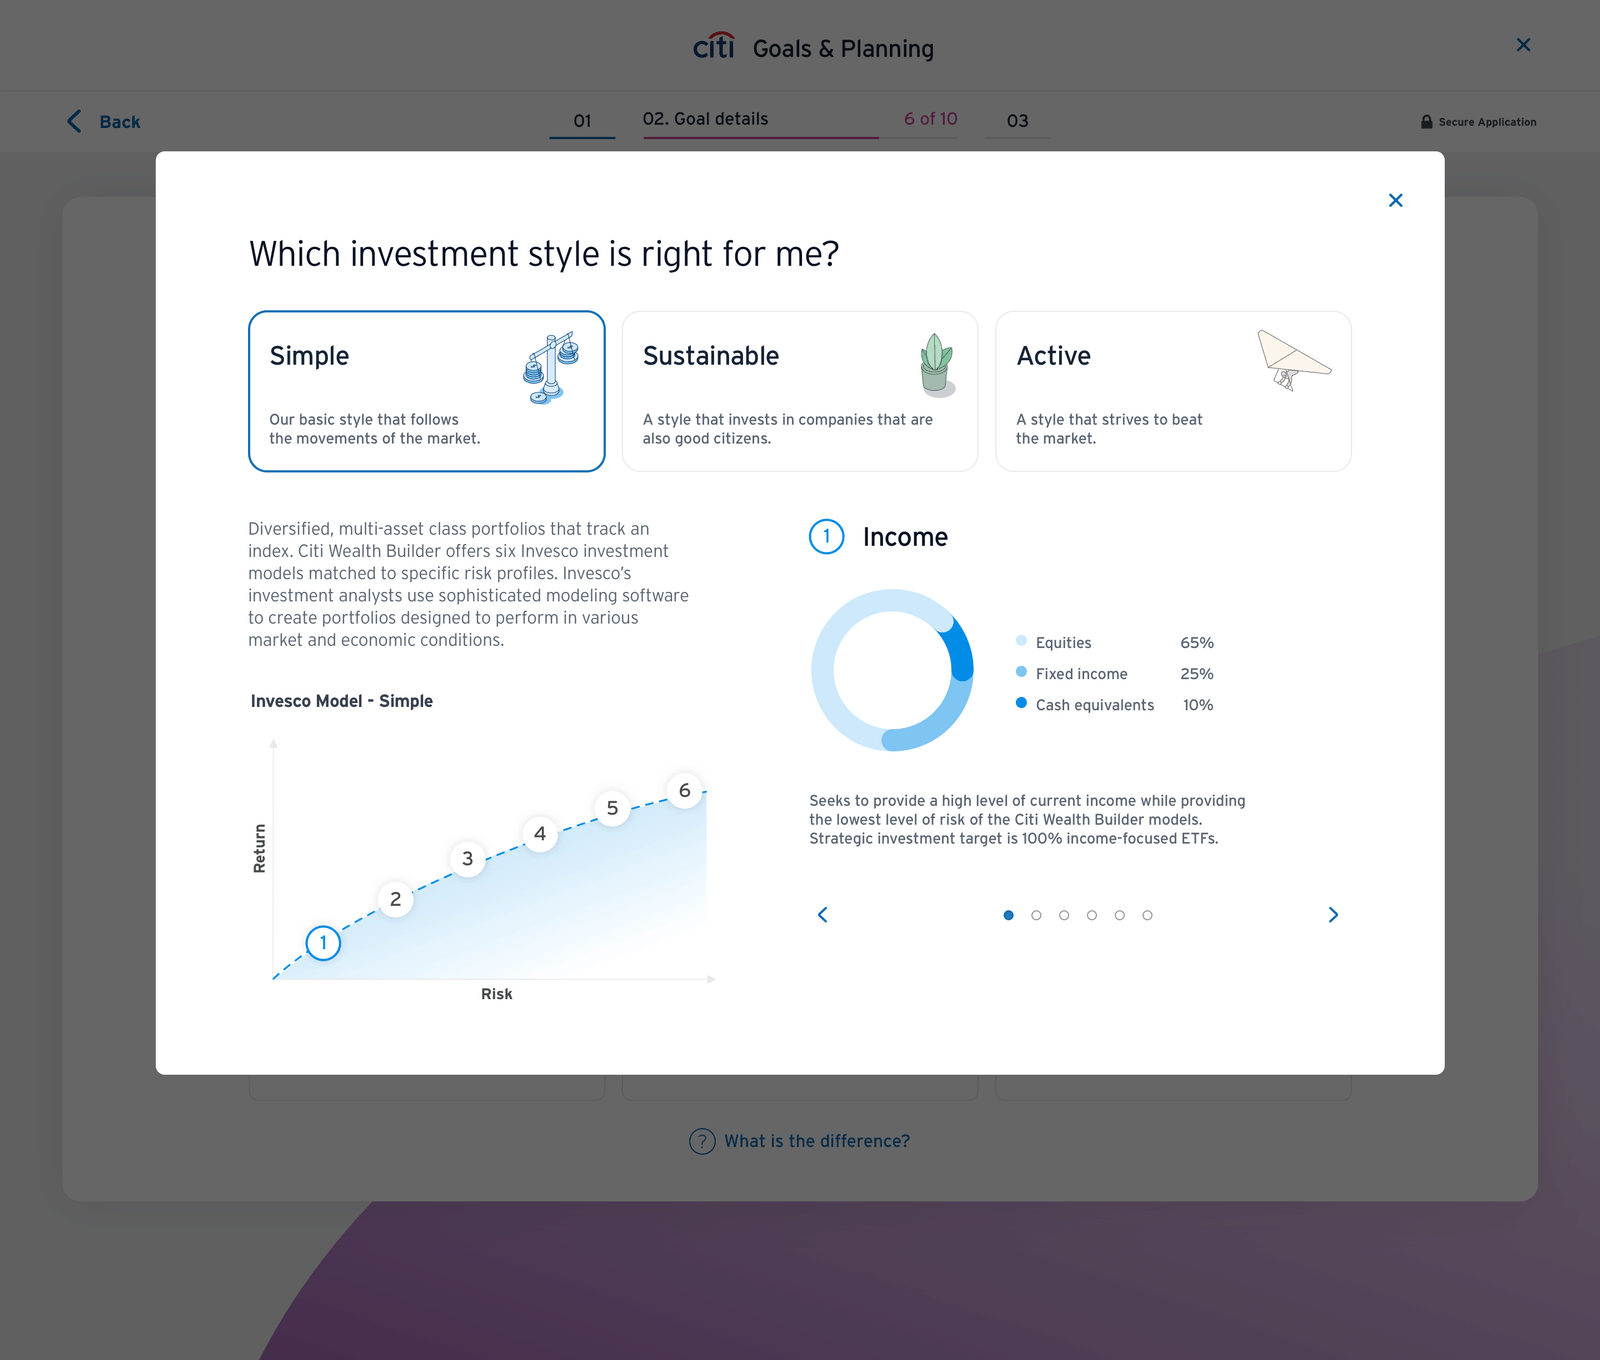 citi Goals & Planning
Back
01
02. Goal details
6 of 10
03
Secure Application
Which investment style is right for me?
Simple
Our basic style that follows
the movements of the market.
Sustainable
A style that invests in companies that are
also good citizens.
Active
A style that strives to beat
the market.
Diversified, multi-asset class portfolios that track an
index. Citi Wealth Builder offers six Invesco investment
models matched to specific risk profiles. Invesco’s
investment analysts use sophisticated modeling software
to create portfolios designed to perform in various
market and economic conditions.
Invesco Model - Simple
Return
1
2
3
4
5
6
Risk
1 Income
Equities 65%
Fixed income 25%
Cash equivalents 10%
Seeks to provide a high level of current income while providing
the lowest level of risk of the Citi Wealth Builder models.
Strategic investment target is 100% income-focused ETFs.
? What is the difference?